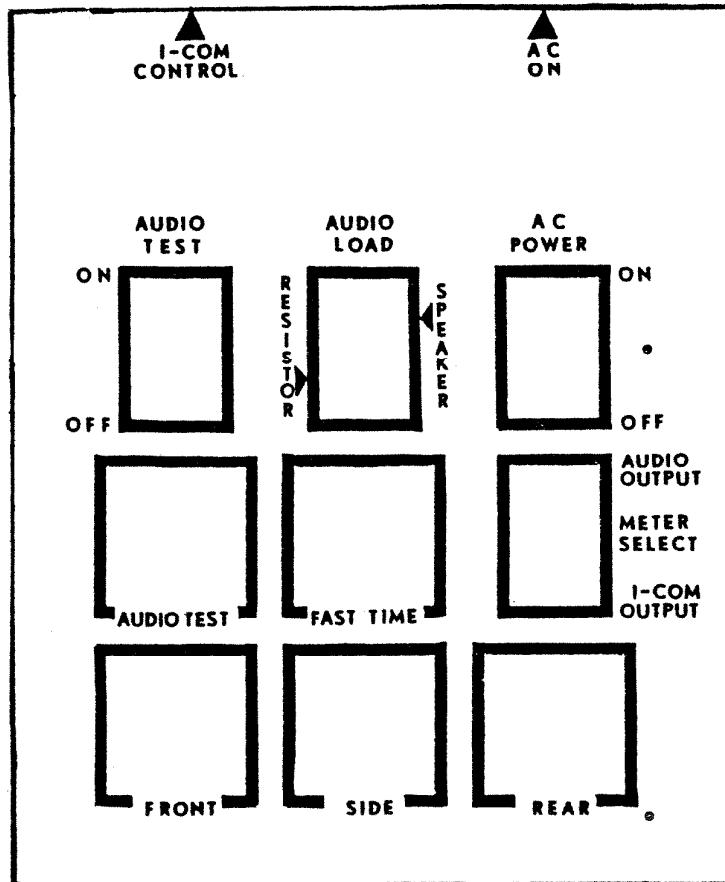 I-COM
CONTROL
AC
ON
AUDIO
TEST
AUDIO
LOAD
AC
POWER
ON
OFF
RESISTOR
SPEAKER
ON
OFF
AUDIO
OUTPUT
METER
SELECT
I-COM
OUTPUT
AUDIO TEST
FAST TIME
FRONT
SIDE
REAR